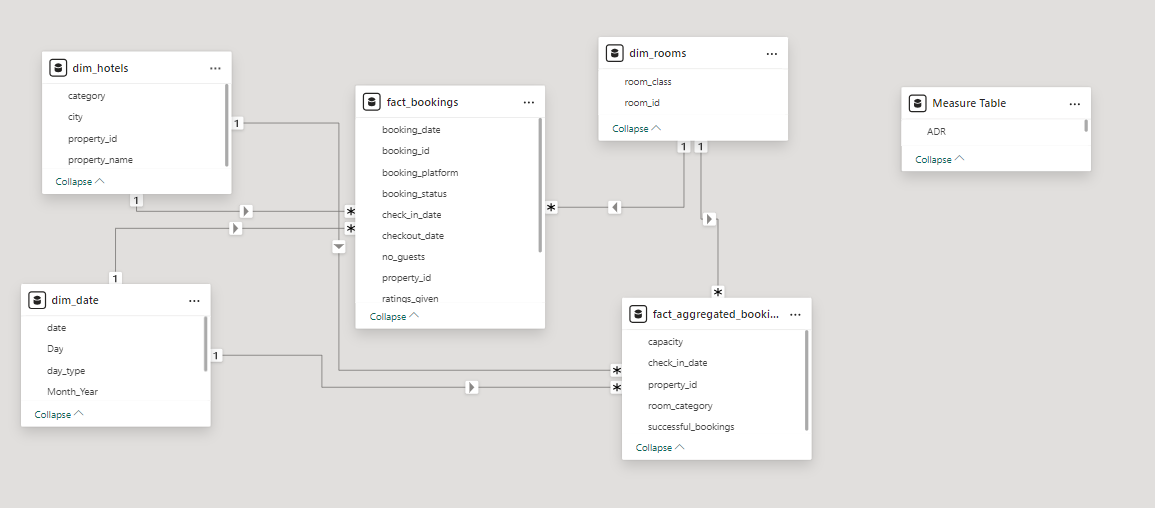 dim_hotels
category
city
property_id
property_name
Collapse
1
1
fact_bookings
booking_date
booking_id
booking_platform
booking_status
check_in_date
checkout_date
no_guests
property_id
ratings_given
Collapse
*
*
*
dim_rooms
room_class
room_id
Collapse
1
1
Measure Table
ADR
Collapse
dim_date
date
Day
day_type
Month_Year
Collapse
1
1
fact_aggregated_booki...
capacity
check_in_date
property_id
room_category
successful_bookings
Collapse
*
*
*